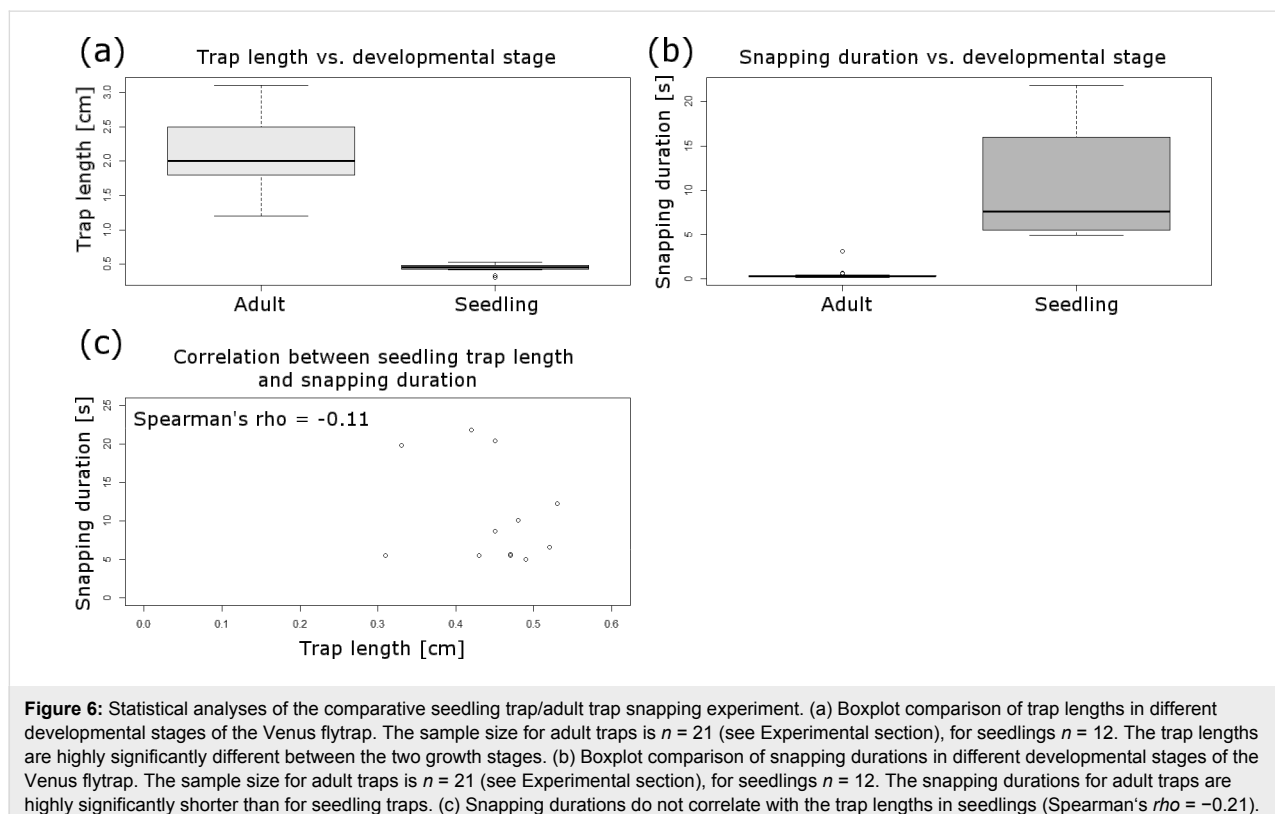 (a)
Trap length vs. developmental stage
Trap length [cm]
3.0
2.5
2.0
1.5
1.0
0.5
Adult
Seedling
(b)
Snapping duration vs. developmental stage
Snapping duration [s]
20
15
10
5
0
Adult
Seedling
(c)
Correlation between seedling trap length
and snapping duration
Spearman's rho = -0.11
Snapping duration [s]
25
20
15
10
5
0
0.0 0.1 0.2 0.3 0.4 0.5 0.6
Trap length [cm]
Figure 6: Statistical analyses of the comparative seedling trap/adult trap snapping experiment. (a) Boxplot comparison of trap lengths in different
developmental stages of the Venus flytrap. The sample size for adult traps is n = 21 (see Experimental section), for seedlings n = 12. The trap lengths
are highly significantly different between the two growth stages. (b) Boxplot comparison of snapping durations in different developmental stages of the
Venus flytrap. The sample size for adult traps is n = 21 (see Experimental section), for seedlings n = 12. The snapping durations for adult traps are
highly significantly shorter than for seedling traps. (c) Snapping durations do not correlate with the trap lengths in seedlings (Spearman‘s rho = −0.21).